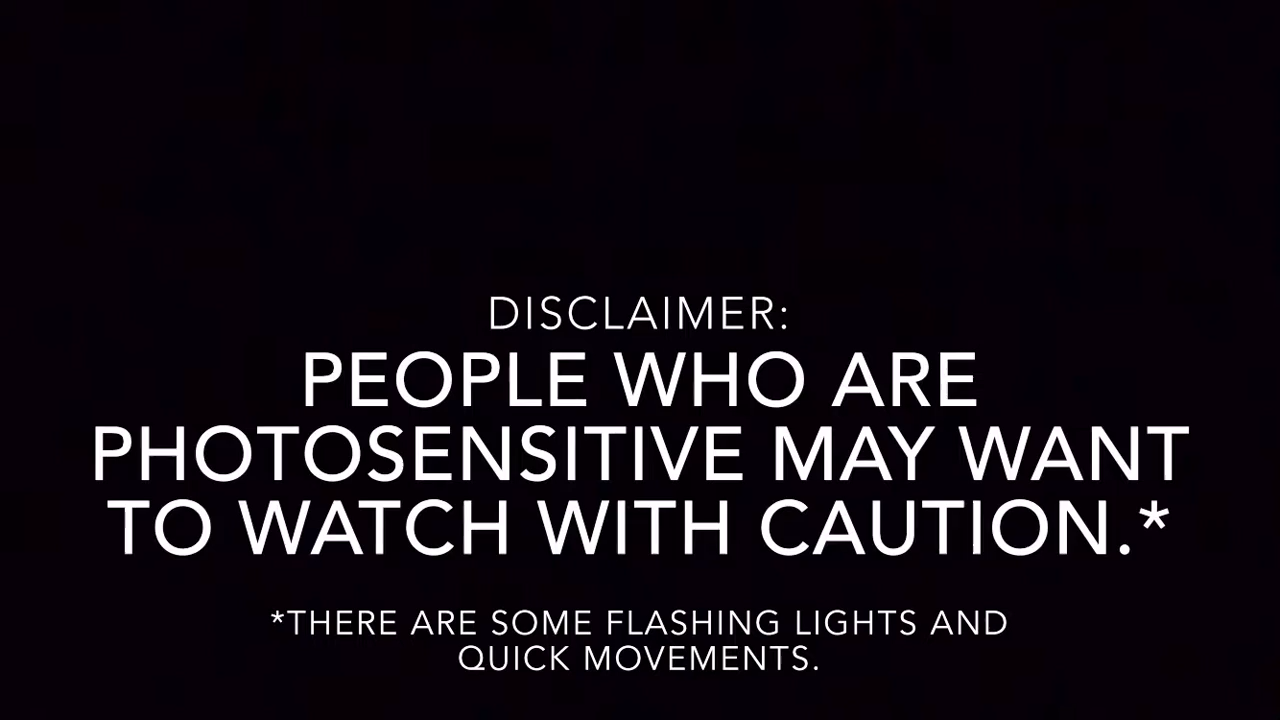 DISCLAIMER:
PEOPLE WHO ARE
PHOTOSENSITIVE MAY WANT
TO WATCH WITH CAUTION.*
*THERE ARE SOME FLASHING LIGHTS AND
QUICK MOVEMENTS.